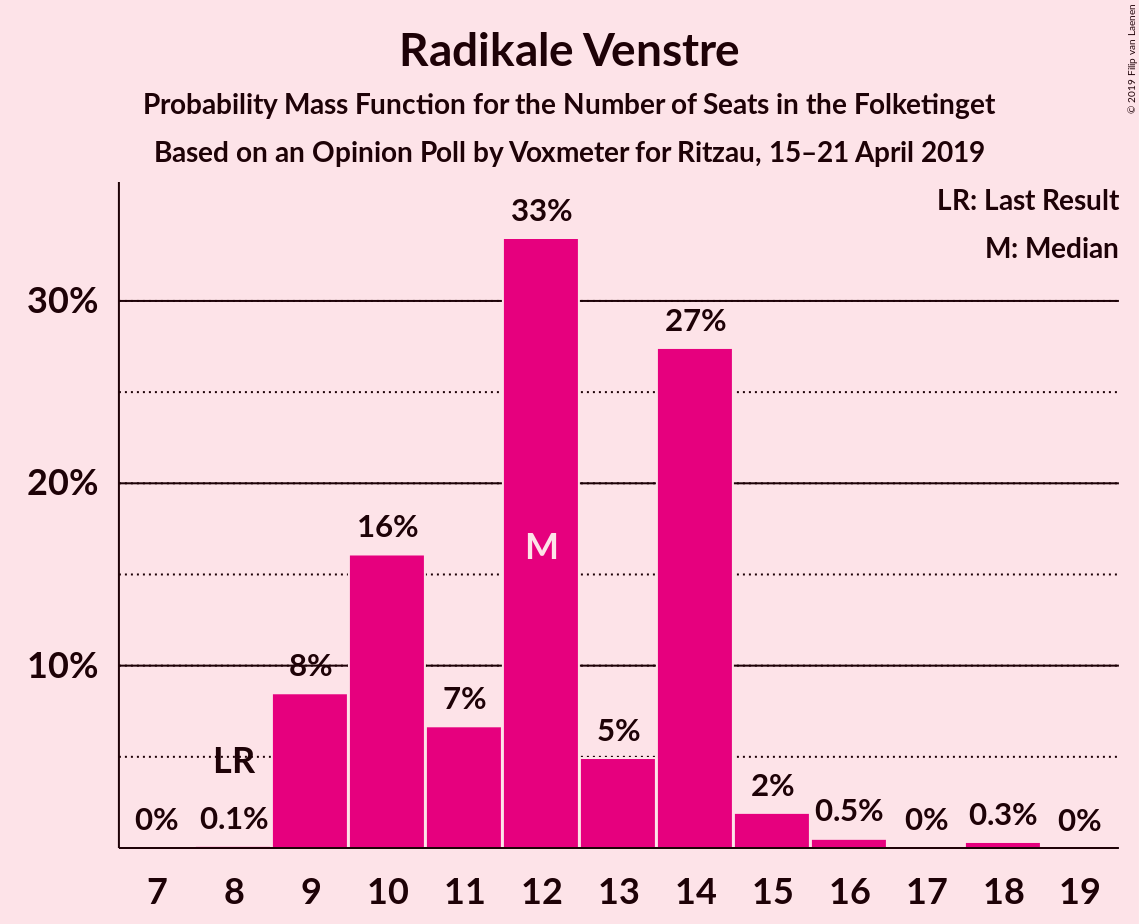 Radikale Venstre
Probability Mass Function for the Number of Seats in the Folketinget
Based on an Opinion Poll by Voxmeter for Ritzau, 15–21 April 2019
© 2019 Filip van Laenen
LR: Last Result
M: Median
30%
20%
10%
0%
LR
0.1%
8%
16%
7%
33%
M
5%
27%
2%
0.5%
0%
0.3%
0%
7 8 9 10 11 12 13 14 15 16 17 18 19